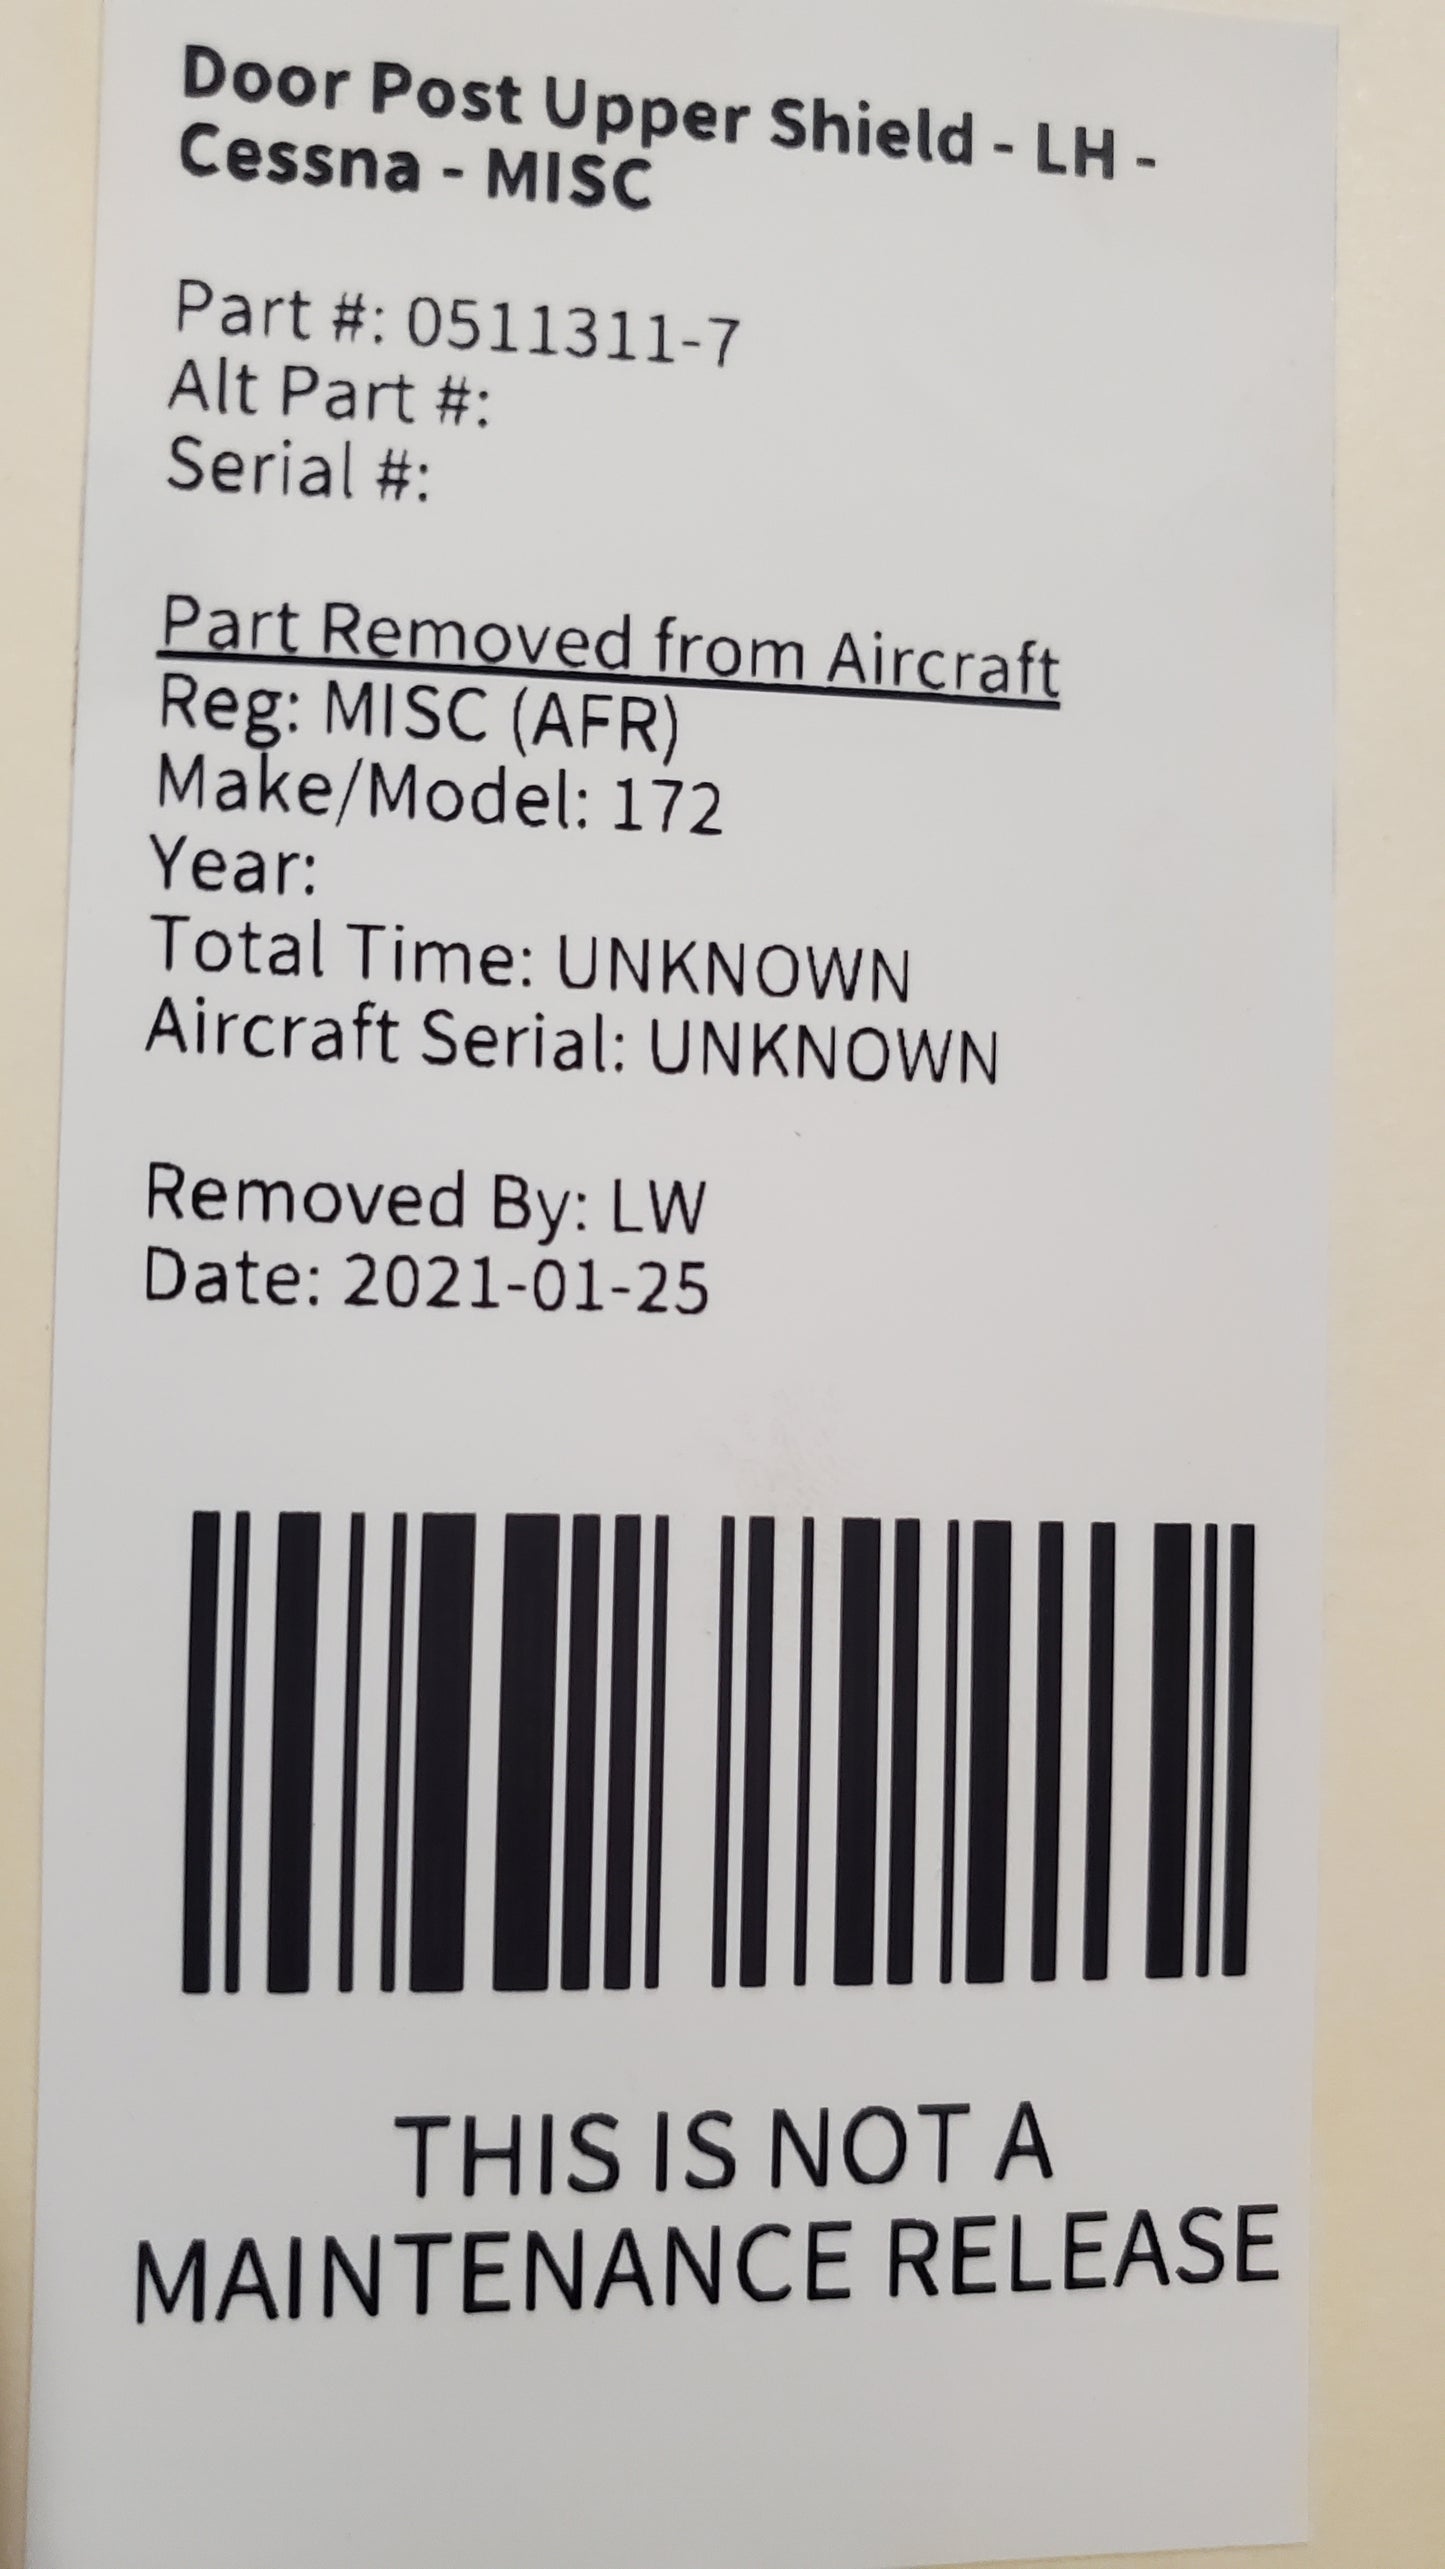 Door Post Upper Shield - LH -
Cessna - MISC
Part #: 0511311-7
Alt Part #:
Serial #:
Part Removed from Aircraft
Reg: MISC (AFR)
Make/Model: 172
Year:
Total Time: UNKNOWN
Aircraft Serial: UNKNOWN
Removed By: LW
Date: 2021-01-25
THIS IS NOT A
MAINTENANCE RELEASE